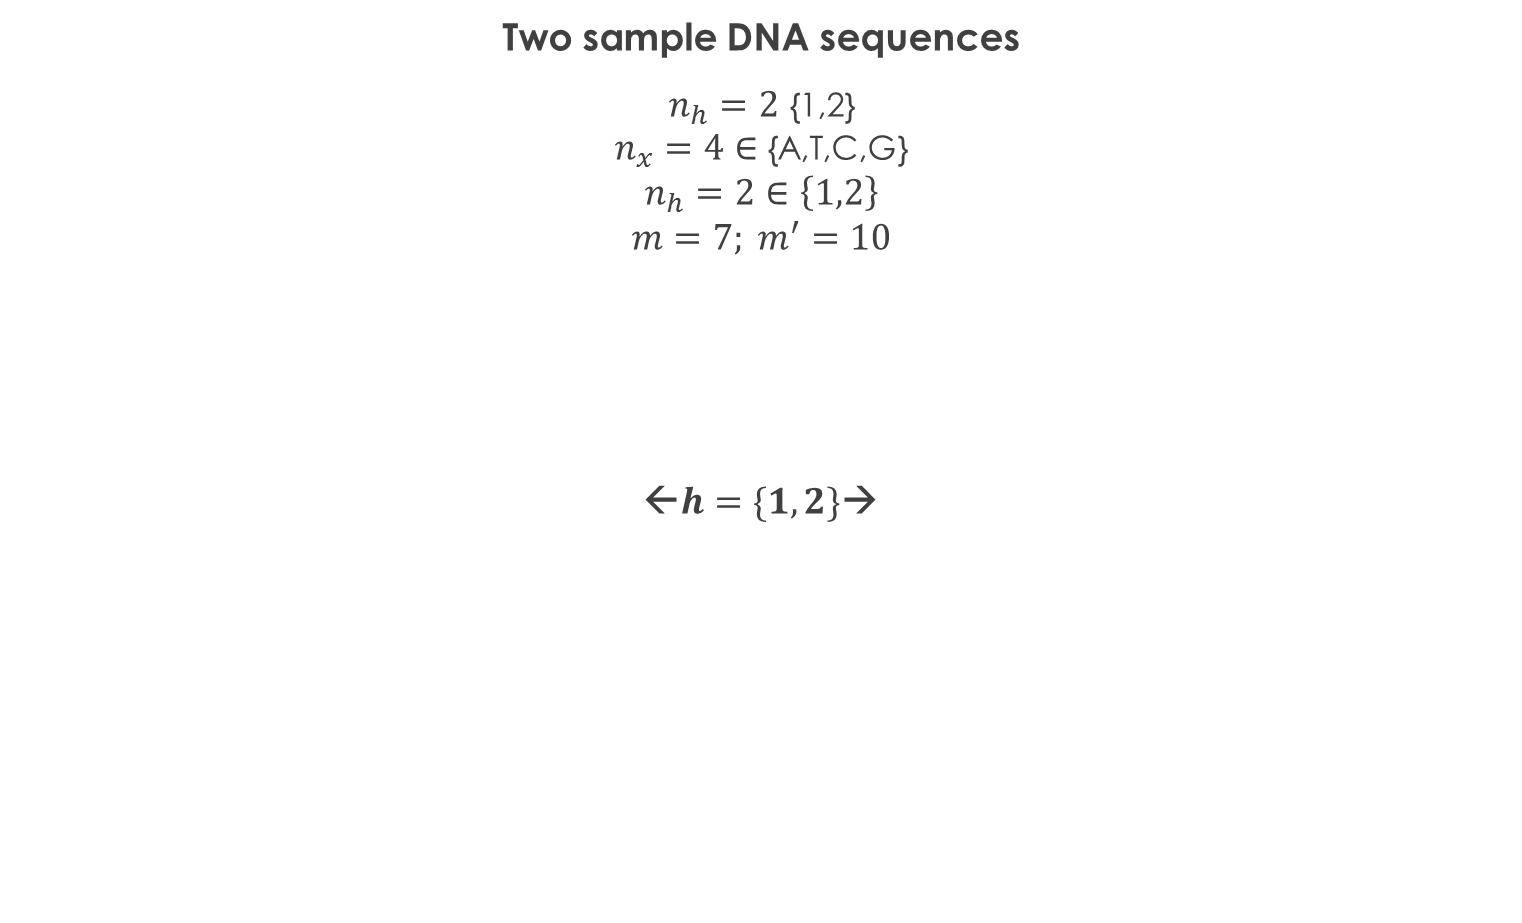 Two sample DNA sequences
n_h = 2 {1,2}
n_x = 4 ∈ {A,T,C,G}
n_h = 2 ∈ {1,2}
m = 7; m′ = 10
←h = {1, 2}→